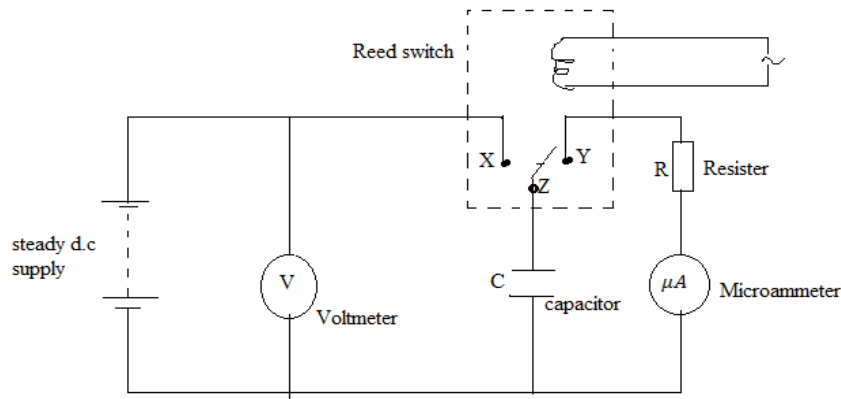 Reed switch
X
Y
Z
R
Resister
steady d.c
supply
V
Voltmeter
C
capacitor
μA
Microammeter